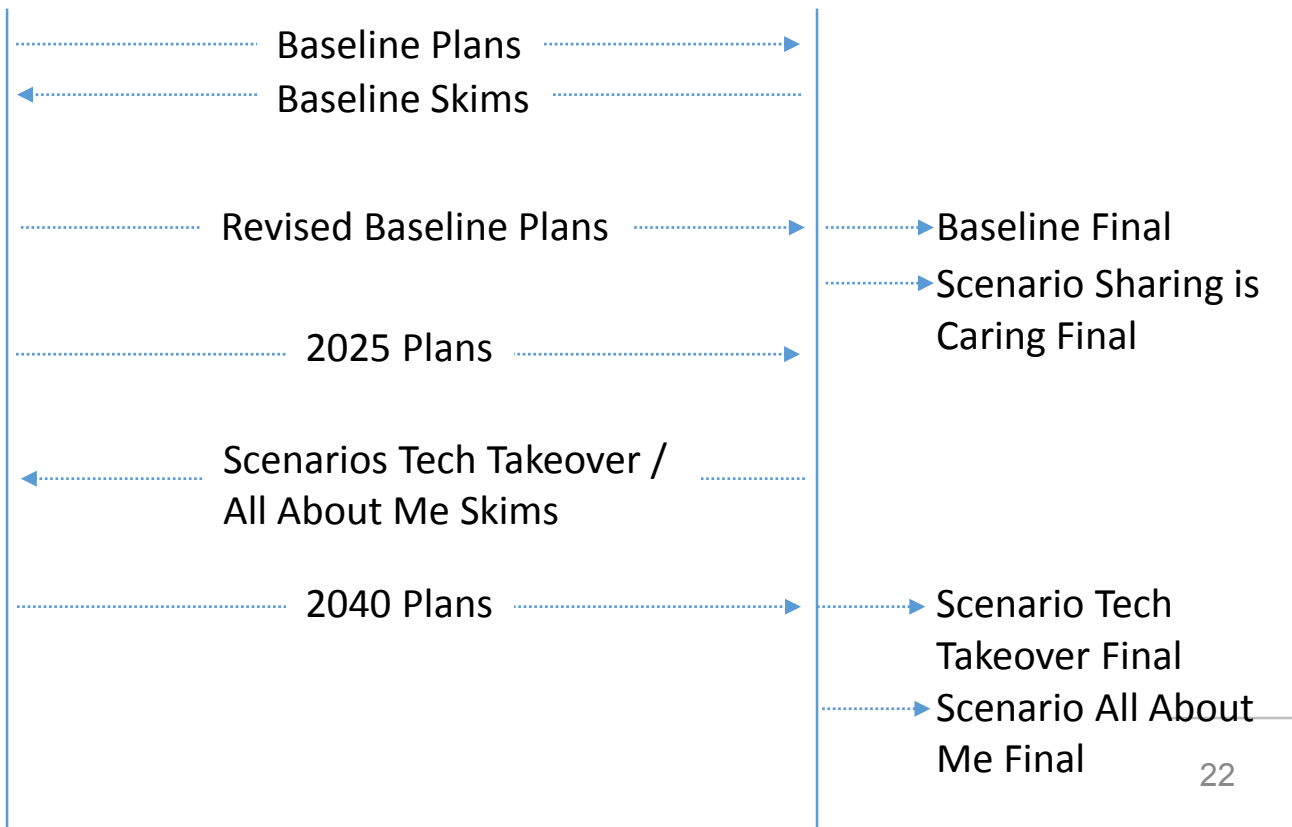 Baseline Plans
Baseline Skims
Revised Baseline Plans
Baseline Final
Scenario Sharing is
Caring Final
2025 Plans
Scenarios Tech Takeover /
All About Me Skims
2040 Plans
Scenario Tech
Takeover Final
Scenario All About
Me Final
22